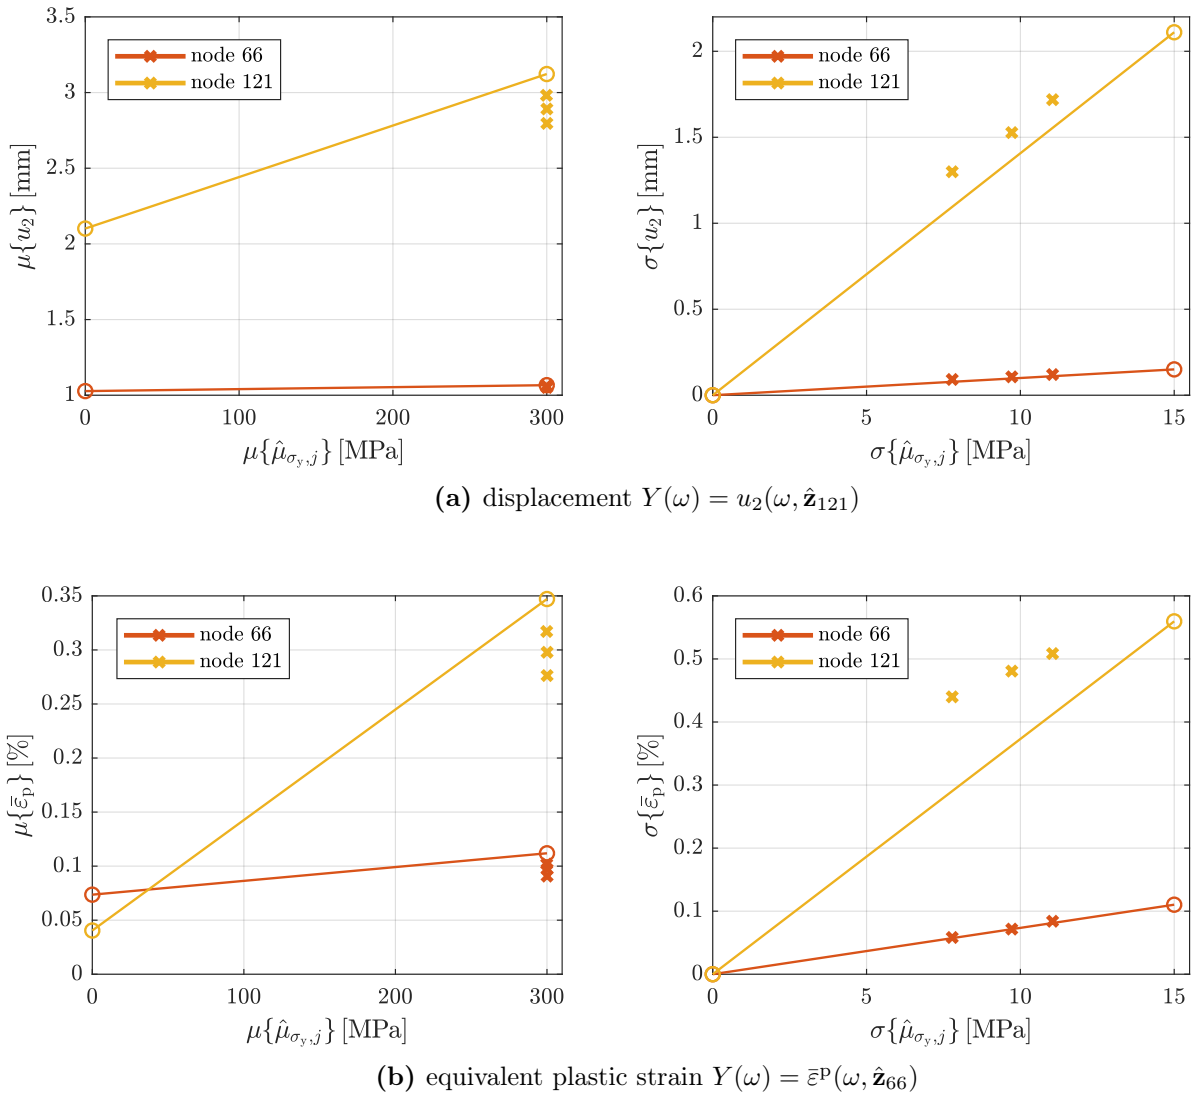 3.5
3
2.5
2
1.5
1
0
100
200
300
μ{u₂} [mm]
μ{μ̂_{σ_y,j}} [MPa]
node 66
node 121
2
1.5
1
0.5
0
0
5
10
15
σ{u₂} [mm]
σ{μ̂_{σ_y,j}} [MPa]
node 66
node 121
(a) displacement Y(ω) = u₂(ω, ẑ₁₂₁)
0.35
0.3
0.25
0.2
0.15
0.1
0.05
0
0
100
200
300
μ{ε̄_p} [%]
μ{μ̂_{σ_y,j}} [MPa]
node 66
node 121
0.6
0.5
0.4
0.3
0.2
0.1
0
0
5
10
15
σ{ε̄_p} [%]
σ{μ̂_{σ_y,j}} [MPa]
node 66
node 121
(b) equivalent plastic strain Y(ω) = ε̄ᵖ(ω, ẑ₆₆)